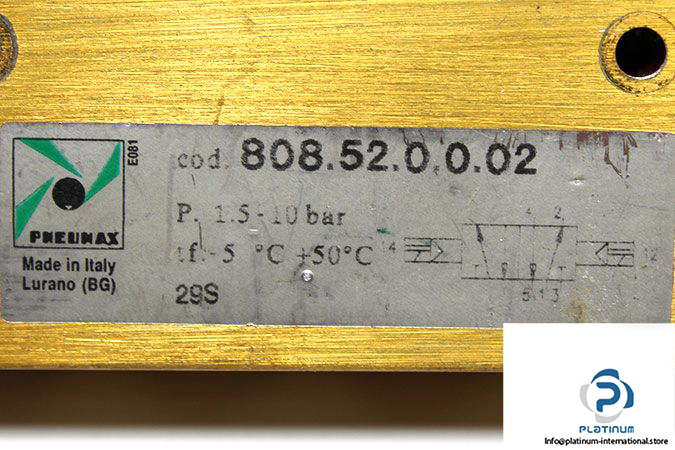 PNEUMAX
E081
Made in Italy
Lurano (BG)
cod. 808.52.0.0.02
P. 1.5-10 bar
tf.-5 °C +50°C
29S
4 2
14 12
5 1 3
PLATINUM
Info@platinum-international.store